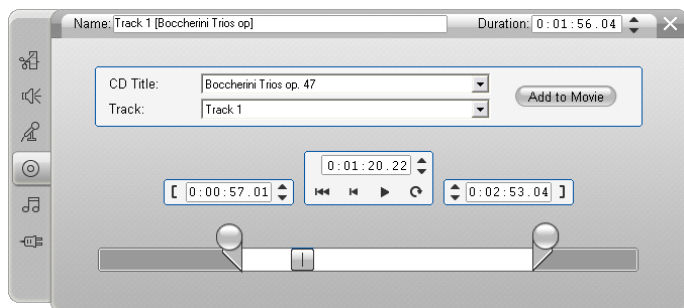 Name: Track 1 [Boccherini Trios op] Duration: 0:01:56.04
CD Title: Boccherini Trios op. 47
Add to Movie
Track: Track 1
0:01:20.22
[ 0:00:57.01 0:02:53.04 ]